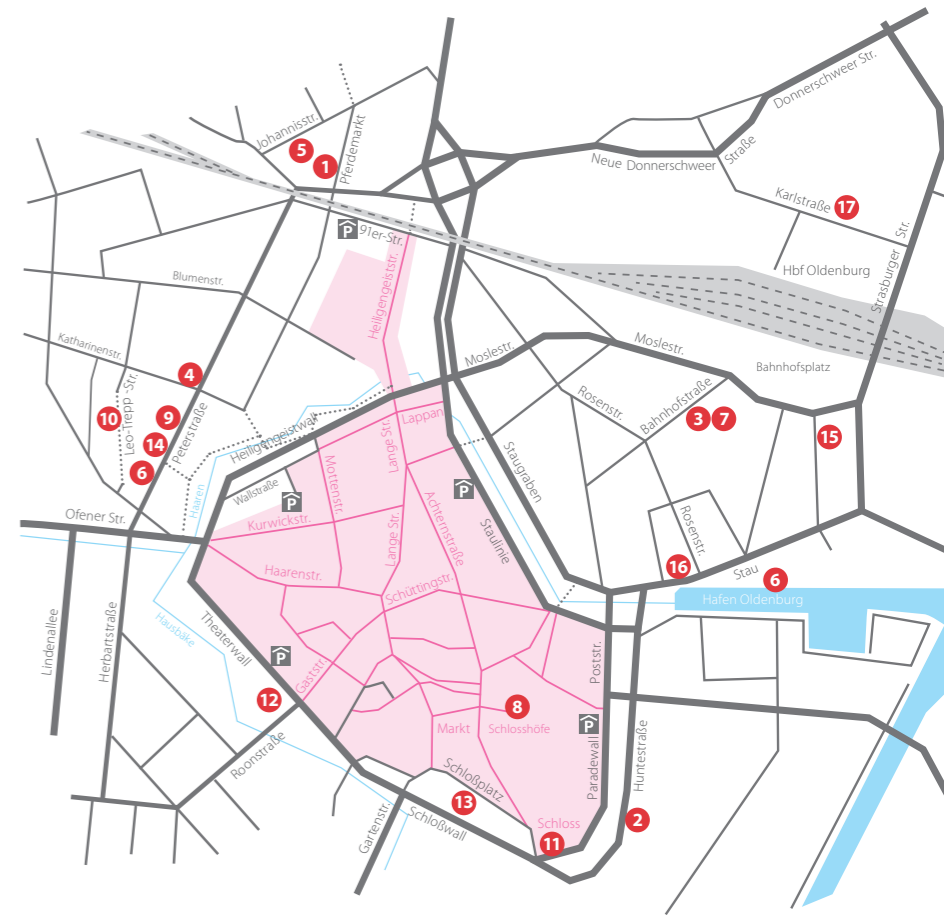 Johannisstr.
5
1
Pferdemarkt
P
91er-Str.
Neue Donnerschweer
Straße
Donnerschweer Str.
Karlstraße
17
Hbf Oldenburg
Strasburger Str.
Blumenstr.
Heiligengeiststr.
Katharinenstr.
4
Moslestr.
Moslestr.
Bahnhofsplatz
10
Leo-Trepp -Str.
9
14
6
Peterstraße
Heiligengeistwall
Lappan
Lange Str.
Rosenstr.
Bahnhofstraße
3
7
15
Haaren
Wallstraße
P
Mottenstr.
Achternstraße
P
Staugraben
Ofener Str.
Kurwickstr.
Lange Str.
Staulinie
Rosenstr.
Haarenstr.
Schüttingstr.
16
Stau
6
Hafen Oldenburg
Lindenallee
Herbartstraße
Hausbäke
Theaterwall
P
Gaststr.
Poststr.
12
8
Markt
Schlosshöfe
P
Roonstraße
Paradewall
Huntestraße
Schloßplatz
13
Gartenstr.
Schloßwall
Schloss
11
2